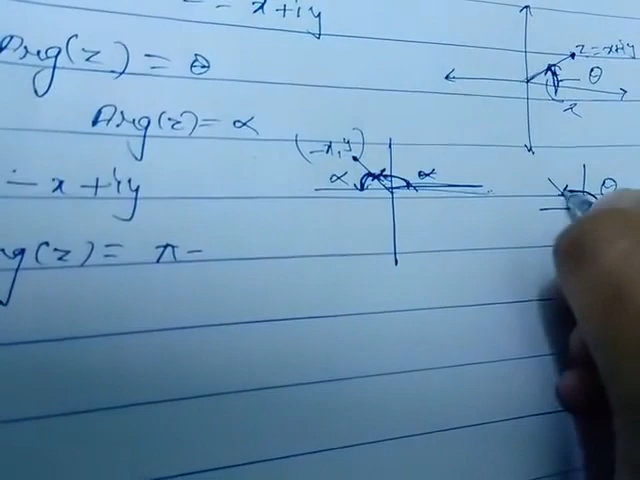 - x+iy
Arg(z) = θ
z=x+iy
θ
x
Arg(z)= α
(-x,y)
α α
- x + iy
θ
g(z) = π -